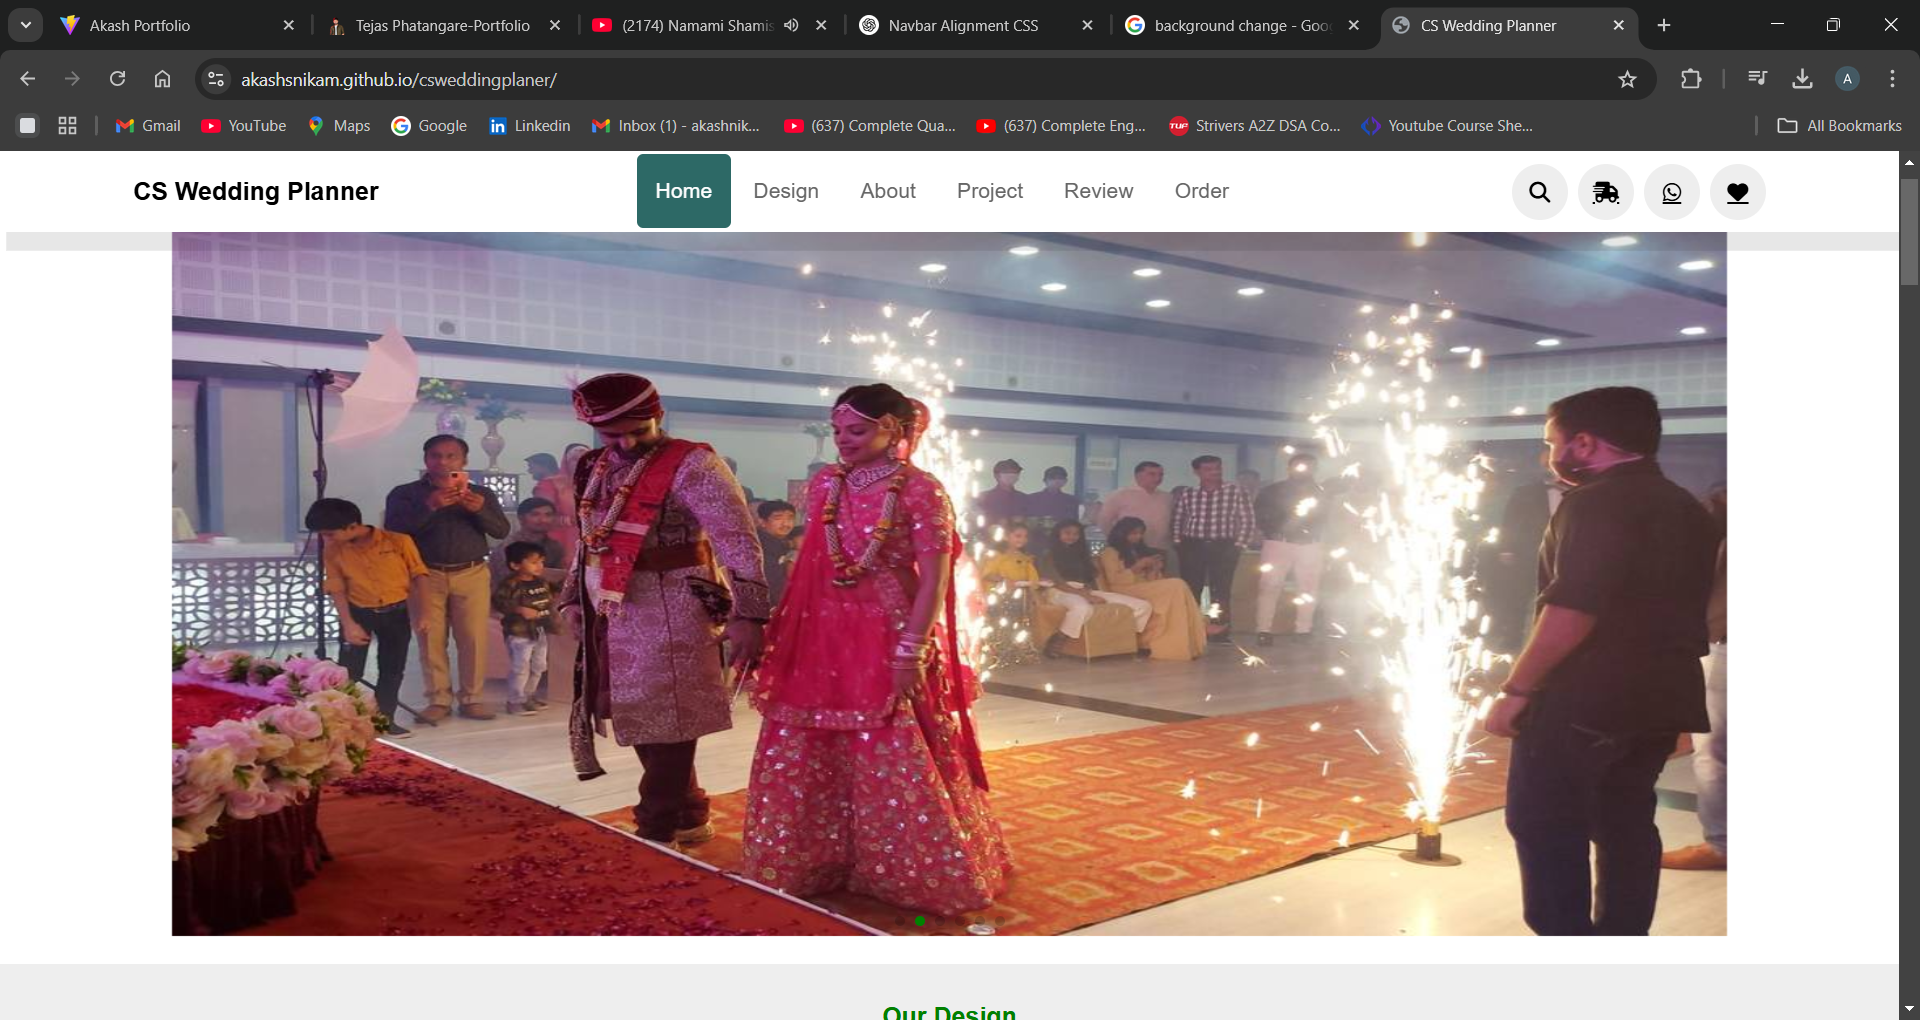 Akash Portfolio
Tejas Phatangare-Portfolio
(2174) Namami Shamis
Navbar Alignment CSS
background change - Goo
CS Wedding Planner
akashsnikam.github.io/csweddingplaner/
A
Gmail
YouTube
Maps
Google
Linkedin
Inbox (1) - akashnik...
(637) Complete Qua...
(637) Complete Eng...
TUF
Strivers A2Z DSA Co...
Youtube Course She...
All Bookmarks
CS Wedding Planner
Home
Design
About
Project
Review
Order
Our Design